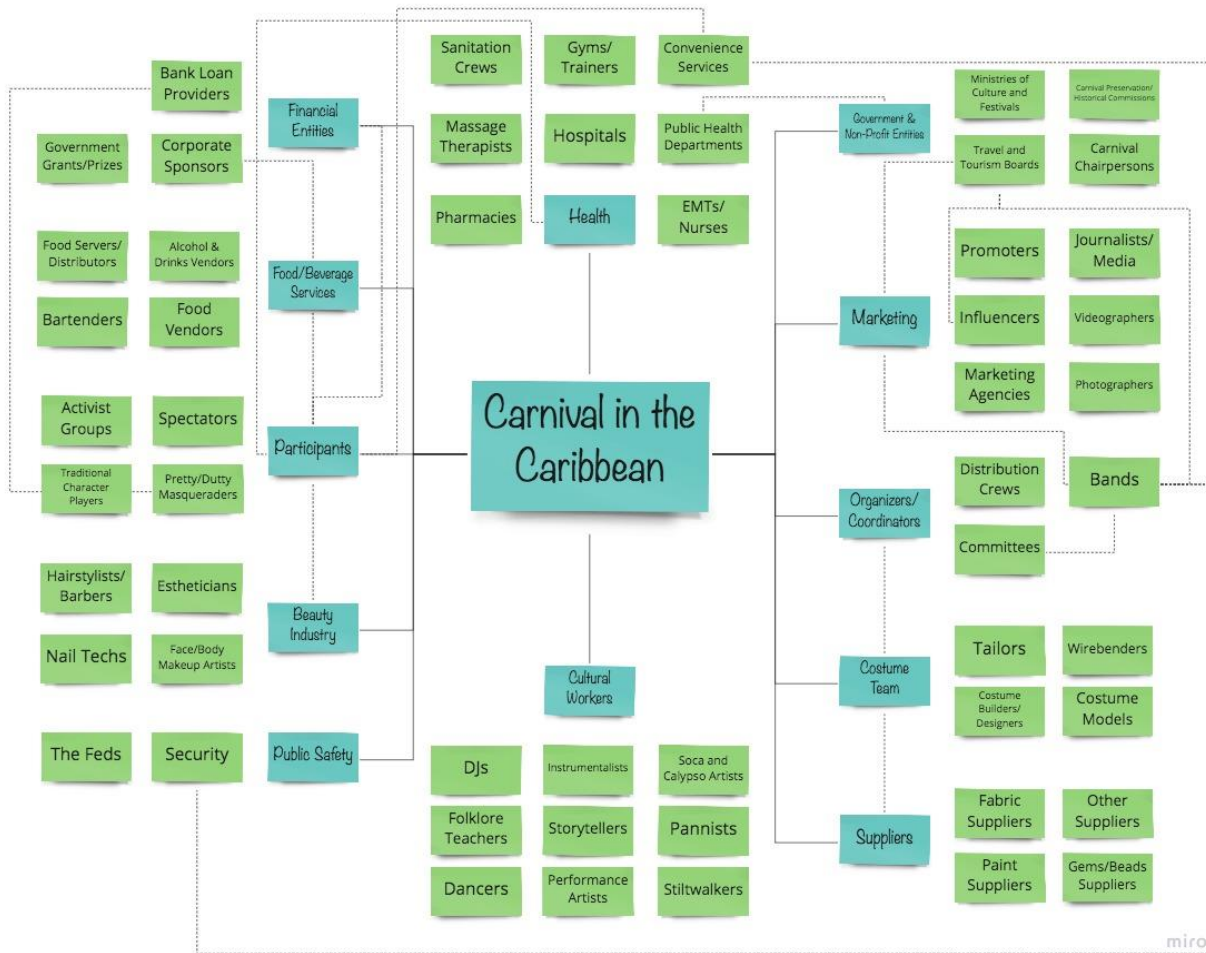 Bank Loan
Providers
Government
Grants/Prizes
Corporate
Sponsors
Financial
Entities
Food Servers/
Distributors
Alcohol &
Drinks Vendors
Bartenders
Food
Vendors
Food/Beverage
Services
Activist
Groups
Spectators
Traditional
Character
Players
Pretty/Dutty
Masqueraders
Participants
Hairstylists/
Barbers
Estheticians
Nail Techs
Face/Body
Makeup Artists
Beauty
Industry
The Feds
Security
Public Safety
Sanitation
Crews
Gyms/
Trainers
Convenience
Services
Massage
Therapists
Hospitals
Public Health
Departments
Pharmacies
Health
EMTs/
Nurses
Carnival in the
Caribbean
Cultural
Workers
DJs
Instrumentalists
Soca and
Calypso Artists
Folklore
Teachers
Storytellers
Pannists
Dancers
Performance
Artists
Stiltwalkers
Government &
Non-Profit Entities
Ministries of
Culture and
Festivals
Carnival Preservation/
Historical Commissions
Travel and
Tourism Boards
Carnival
Chairpersons
Marketing
Promoters
Journalists/
Media
Influencers
Videographers
Marketing
Agencies
Photographers
Organizers/
Coordinators
Distribution
Crews
Bands
Committees
Costume
Team
Tailors
Wirebenders
Costume
Builders/
Designers
Costume
Models
Suppliers
Fabric
Suppliers
Other
Suppliers
Paint
Suppliers
Gems/Beads
Suppliers
miro